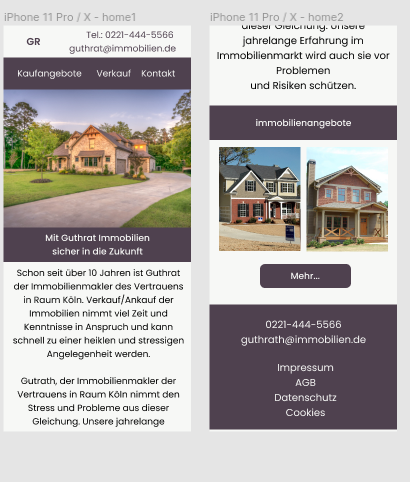 iPhone 11 Pro / X - home1
GR
Tel.: 0221-444-5566
guthrat@immobilien.de
Kaufangebote Verkauf Kontakt
Mit Guthrat Immobilien
sicher in die Zukunft
Schon seit über 10 Jahren ist Guthrat
der Immobilienmakler des Vertrauens
in Raum Köln. Verkauf/Ankauf der
Immobilien nimmt viel Zeit und
Kenntnisse in Anspruch und kann
schnell zu einer heiklen und stressigen
Angelegenheit werden.
Gutrath, der Immobilienmakler der
Vertrauens in Raum Köln nimmt den
Stress und Probleme aus dieser
Gleichung. Unsere jahrelange
iPhone 11 Pro / X - home2
dieser Gleichung. Unsere
jahrelange Erfahrung im
Immobilienmarkt wird auch sie vor
Problemen
und Risiken schützen.
immobilienangebote
Mehr...
0221-444-5566
guthrath@immobilien.de
Impressum
AGB
Datenschutz
Cookies